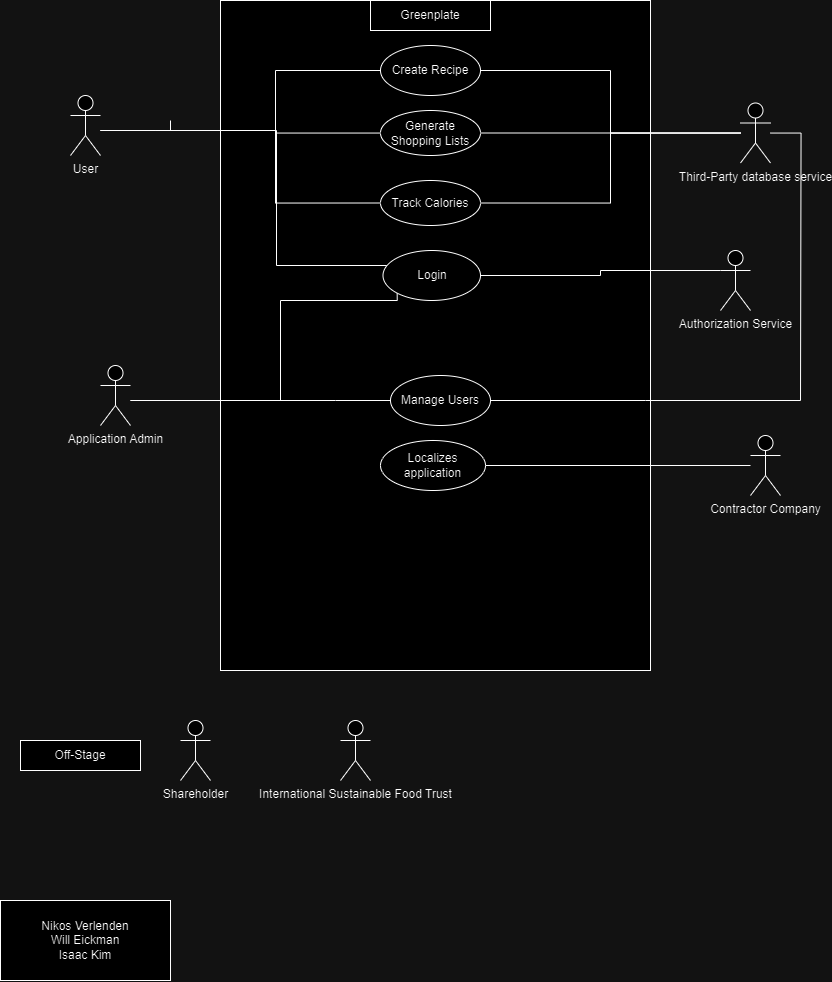 Greenplate
Create Recipe
Generate
Shopping Lists
User
Third-Party database service
Track Calories
Login
Authorization Service
Application Admin
Manage Users
Localizes
application
Contractor Company
Off-Stage
Shareholder
International Sustainable Food Trust
Nikos Verlenden
Will Eickman
Isaac Kim